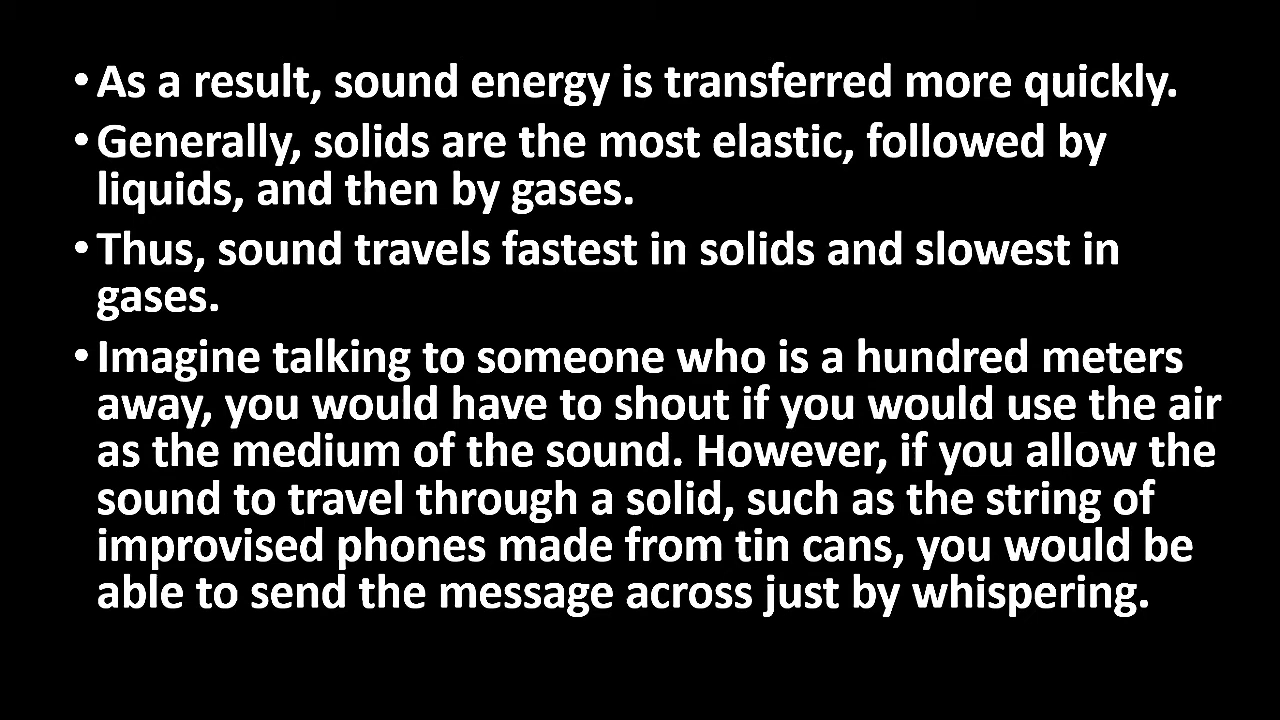 • As a result, sound energy is transferred more quickly.
• Generally, solids are the most elastic, followed by
liquids, and then by gases.
• Thus, sound travels fastest in solids and slowest in
gases.
• Imagine talking to someone who is a hundred meters
away, you would have to shout if you would use the air
as the medium of the sound. However, if you allow the
sound to travel through a solid, such as the string of
improvised phones made from tin cans, you would be
able to send the message across just by whispering.